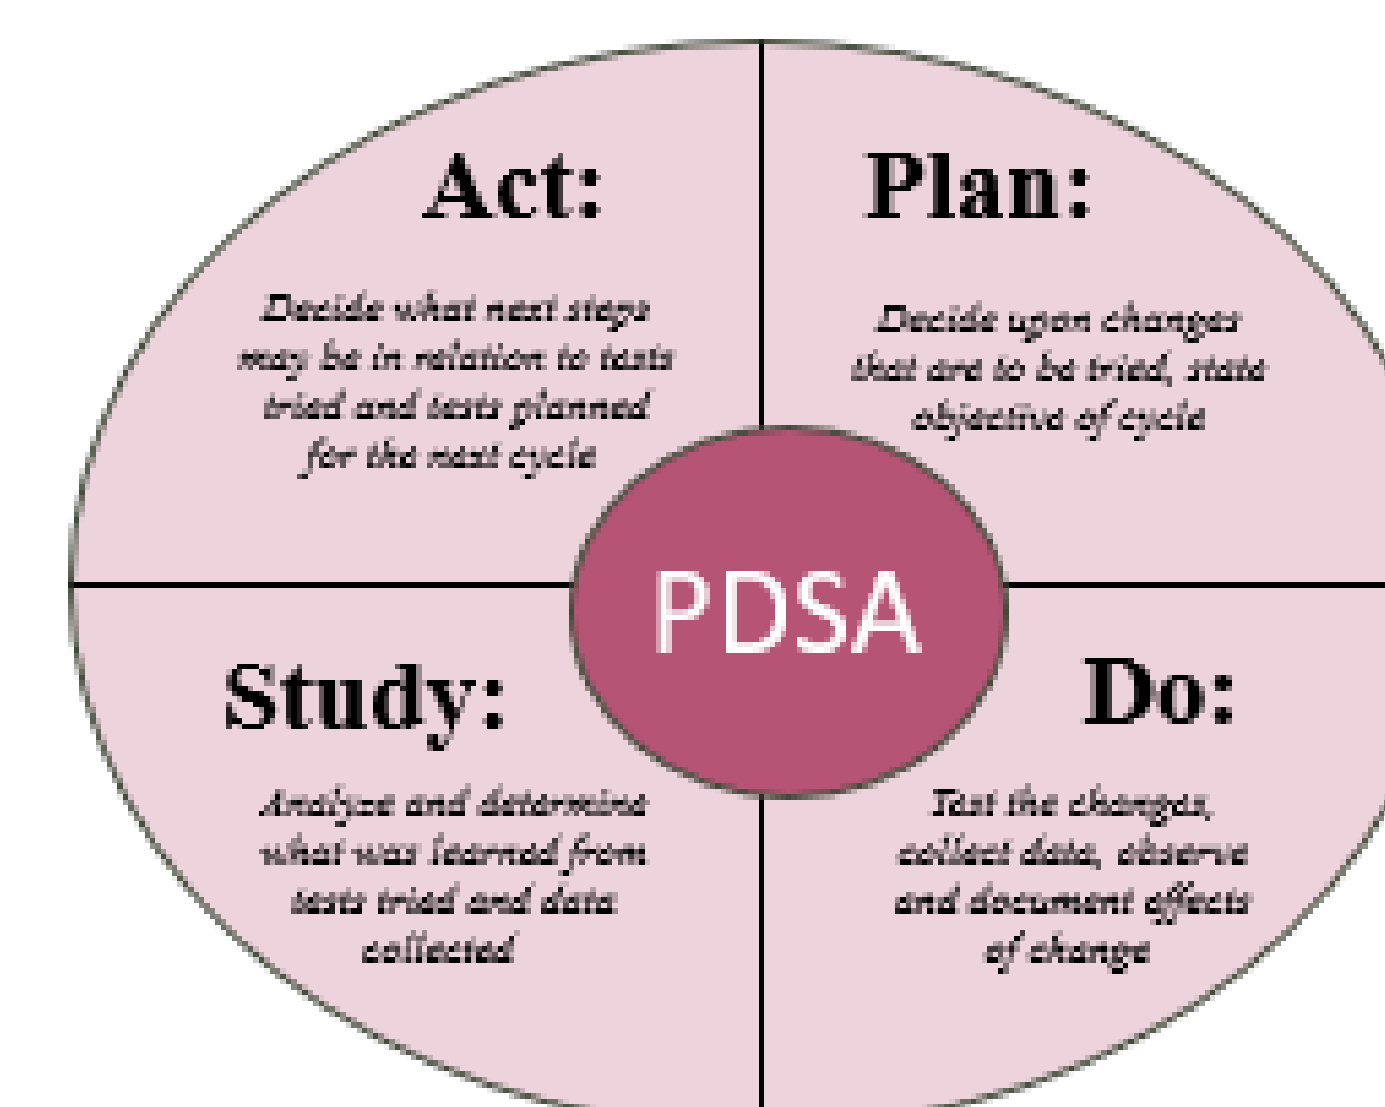 Act:
Decide what next steps
may be in relation to tests
tried and tests planned
for the next cycle
Plan:
Decide upon changes
that are to be tried, state
objective of cycle
PDSA
Study:
Analyze and determine
what was learned from
tests tried and data
collected
Do:
Test the changes,
collect data, observe
and document effects
of change